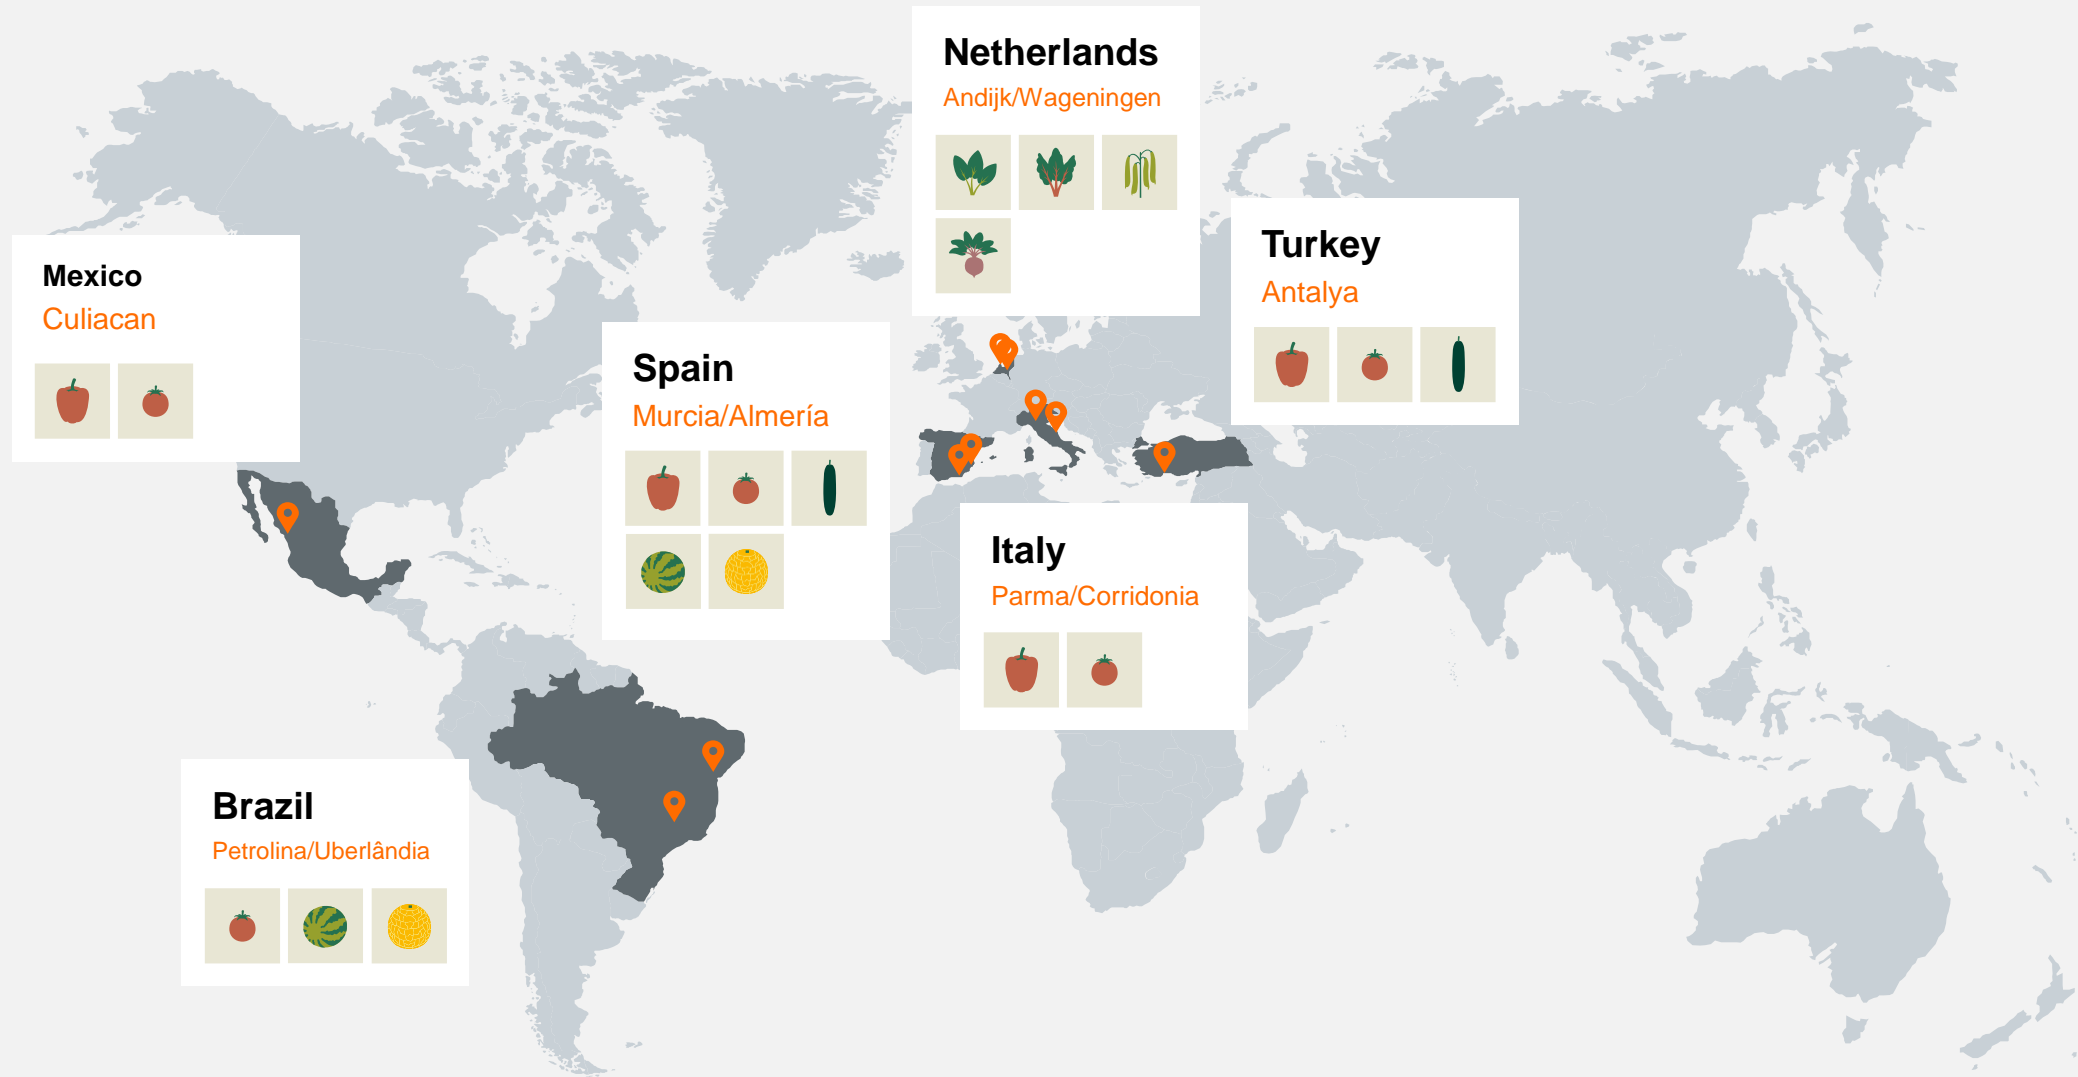 Netherlands
Andijk/Wageningen
Turkey
Antalya
Mexico
Culiacan
Spain
Murcia/Almería
Italy
Parma/Corridonia
Brazil
Petrolina/Uberlândia